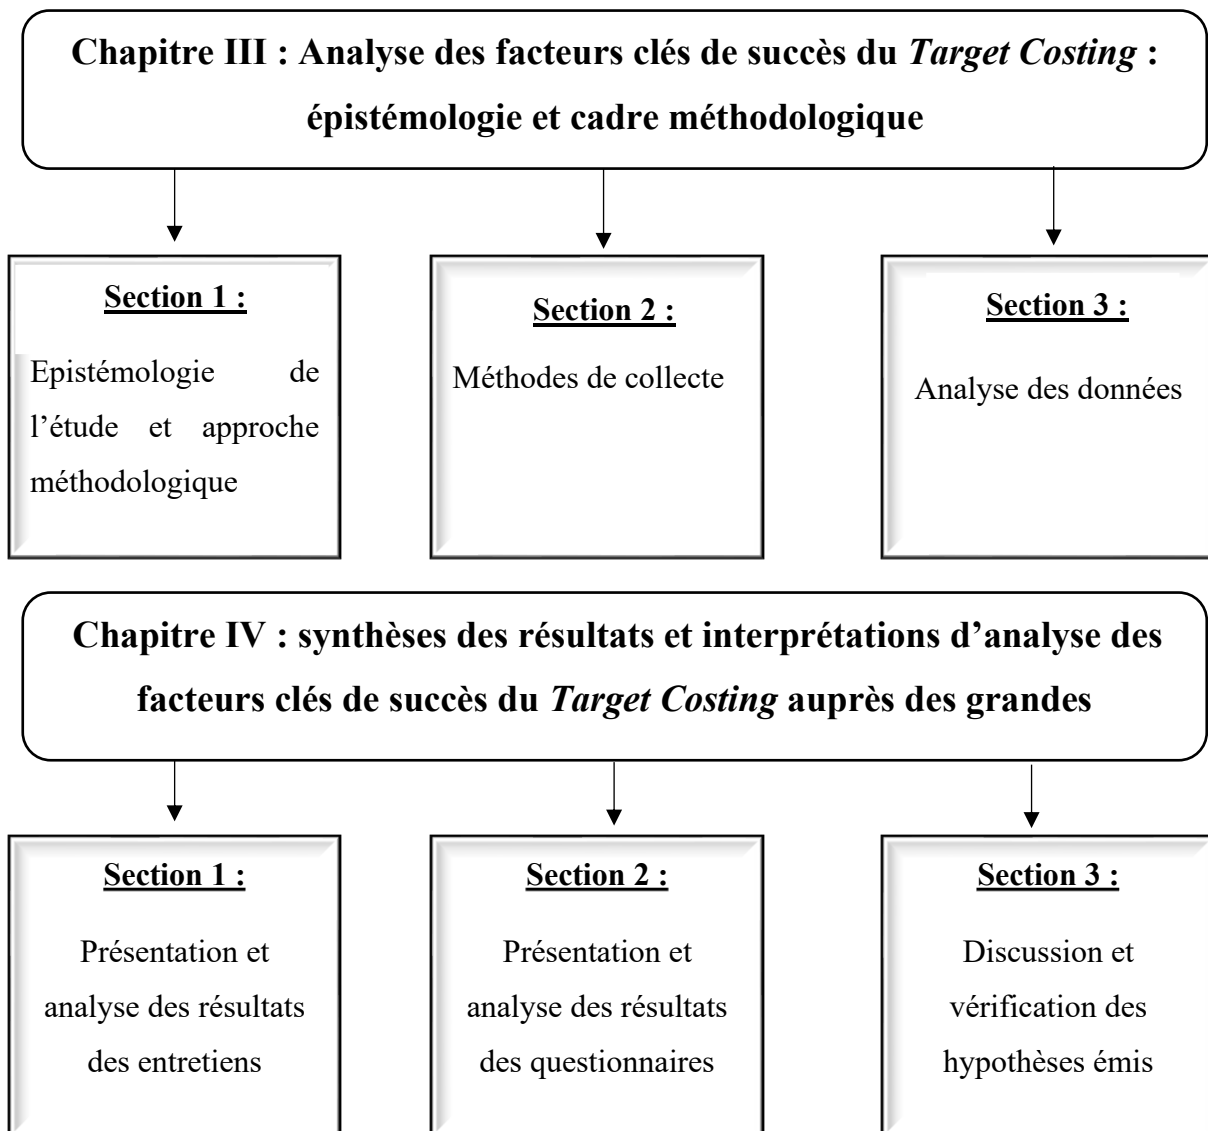 Chapitre III : Analyse des facteurs clés de succès du Target Costing :
épistémologie et cadre méthodologique
Section 1 :
Epistémologie de
l’étude et approche
méthodologique
Section 2 :
Méthodes de collecte
Section 3 :
Analyse des données
Chapitre IV : synthèses des résultats et interprétations d’analyse des
facteurs clés de succès du Target Costing auprès des grandes
Section 1 :
Présentation et
analyse des résultats
des entretiens
Section 2 :
Présentation et
analyse des résultats
des questionnaires
Section 3 :
Discussion et
vérification des
hypothèses émis